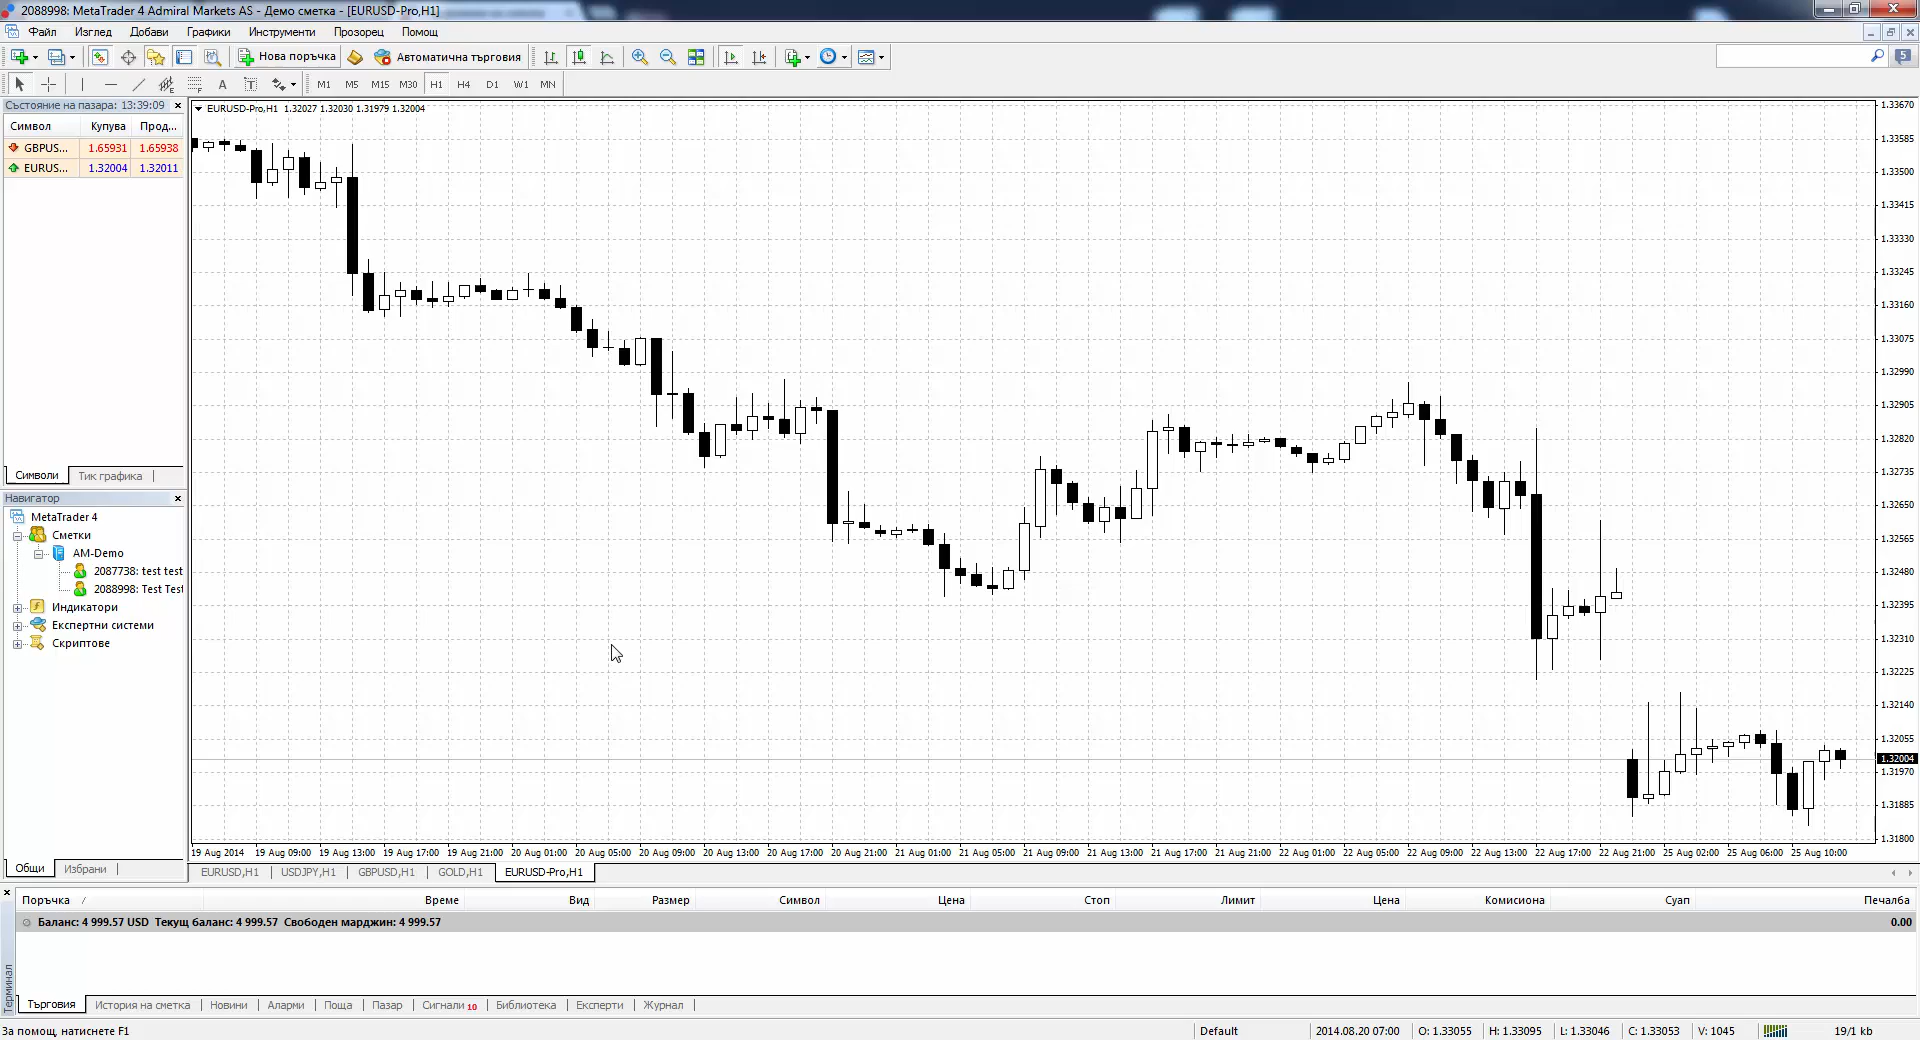 2088998: MetaTrader 4 Admiral Markets AS - Демо сметка - [EURUSD-Pro,H1]
Файл Изглед Добави Графики Инструменти Прозорец Помощ
Нова поръчка Автоматична търговия 5
A T M1 M5 M15 M30 H1 H4 D1 W1 MN
Състояние на пазара: 13:39:09
Символ Купува Прод...
GBPUS... 1.65931 1.65938
EURUS... 1.32004 1.32011
Символи Тик графика
Навигатор
MetaTrader 4
Сметки
AM-Demo
2087738: test test
2088998: Test Test
Индикатори
Експертни системи
Скриптове
Общи Избрани
EURUSD-Pro,H1 1.32027 1.32030 1.31979 1.32004
1.33670
1.33585
1.33500
1.33415
1.33330
1.33245
1.33160
1.33075
1.32990
1.32905
1.32820
1.32735
1.32650
1.32565
1.32480
1.32395
1.32310
1.32225
1.32140
1.32055
1.32004
1.31970
1.31885
1.31800
19 Aug 2014 19 Aug 09:00 19 Aug 13:00 19 Aug 17:00 19 Aug 21:00 20 Aug 01:00 20 Aug 05:00 20 Aug 09:00 20 Aug 13:00 20 Aug 17:00 20 Aug 21:00 21 Aug 01:00 21 Aug 05:00 21 Aug 09:00 21 Aug 13:00 21 Aug 17:00 21 Aug 21:00 22 Aug 01:00 22 Aug 05:00 22 Aug 09:00 22 Aug 13:00 22 Aug 17:00 22 Aug 21:00 25 Aug 02:00 25 Aug 06:00 25 Aug 10:00
EURUSD,H1 USDJPY,H1 GBPUSD,H1 GOLD,H1 EURUSD-Pro,H1
Поръчка / Време Вид Размер Символ Цена Стоп Лимит Цена Комисиона Суап Печалба
Баланс: 4 999.57 USD Текущ баланс: 4 999.57 Свободен марджин: 4 999.57 0.00
Терминал
Търговия История на сметка Новини Аларми Поща Пазар Сигнали 10 Библиотека Експерти Журнал
За помощ, натиснете F1 Default 2014.08.20 07:00 O: 1.33055 H: 1.33095 L: 1.33046 C: 1.33053 V: 1045 19/1 kb